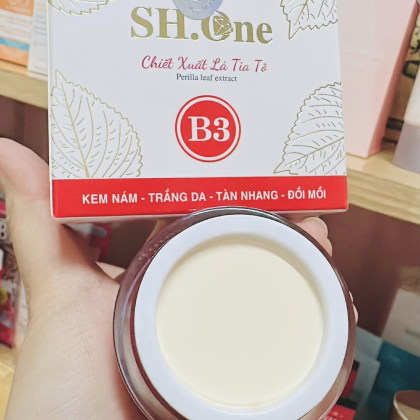 SH.One
Chiết Xuất Lá Tía Tô
Perilla leaf extract
B3
KEM NÁM - TRẮNG DA - TÀN NHANG - ĐỒI MỒI